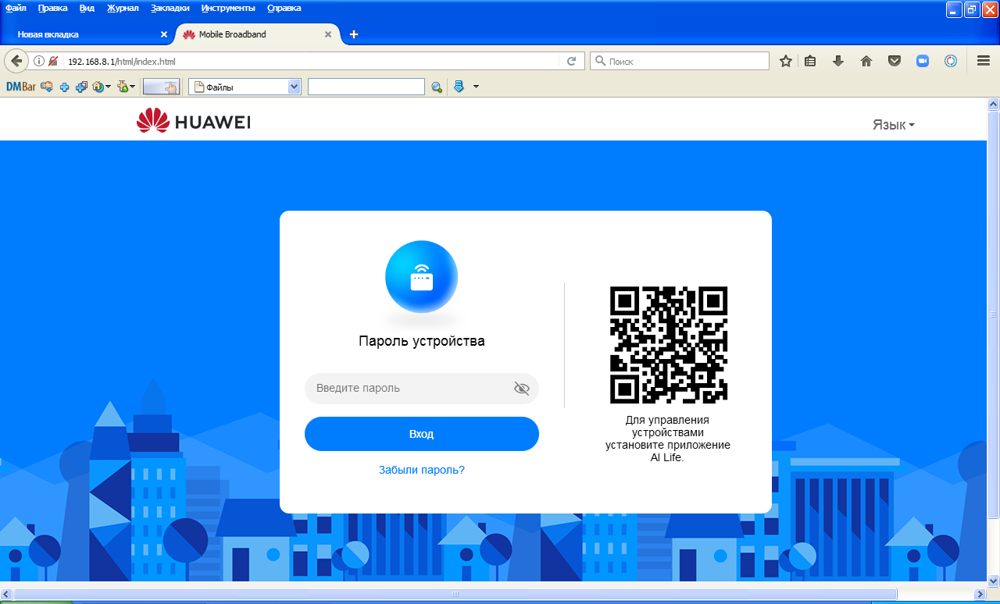 Файл Правка Вид Журнал Закладки Инструменты Справка
Новая вкладка
Mobile Broadband
192.168.8.1/html/index.html
Поиск
DMBar
Файлы
HUAWEI
Язык
Пароль устройства
Введите пароль
Вход
Забыли пароль?
Для управления
устройствами
установите приложение
AI Life.